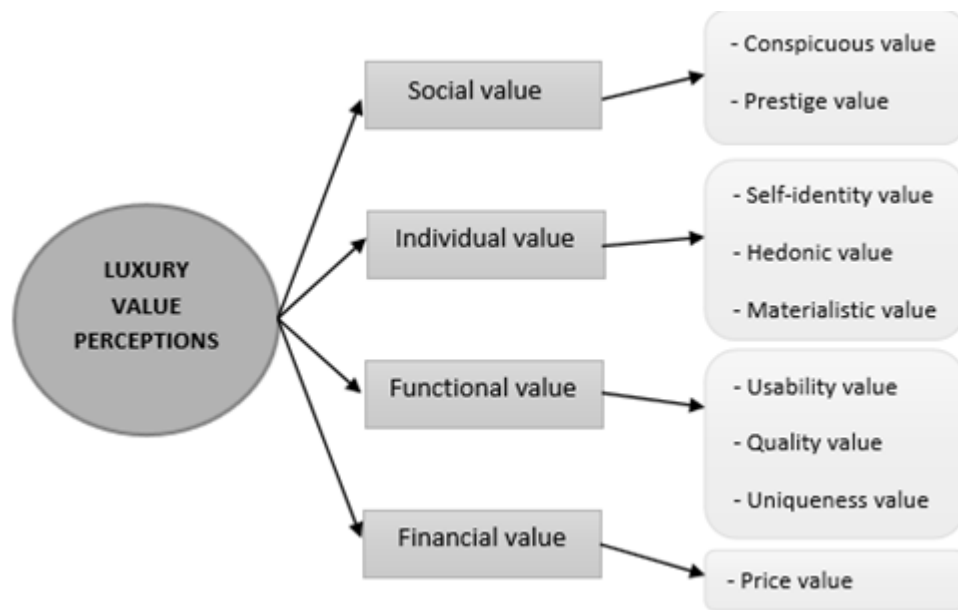 LUXURY
VALUE
PERCEPTIONS
Social value
- Conspicuous value
- Prestige value
Individual value
- Self-identity value
- Hedonic value
- Materialistic value
Functional value
- Usability value
- Quality value
- Uniqueness value
Financial value
- Price value